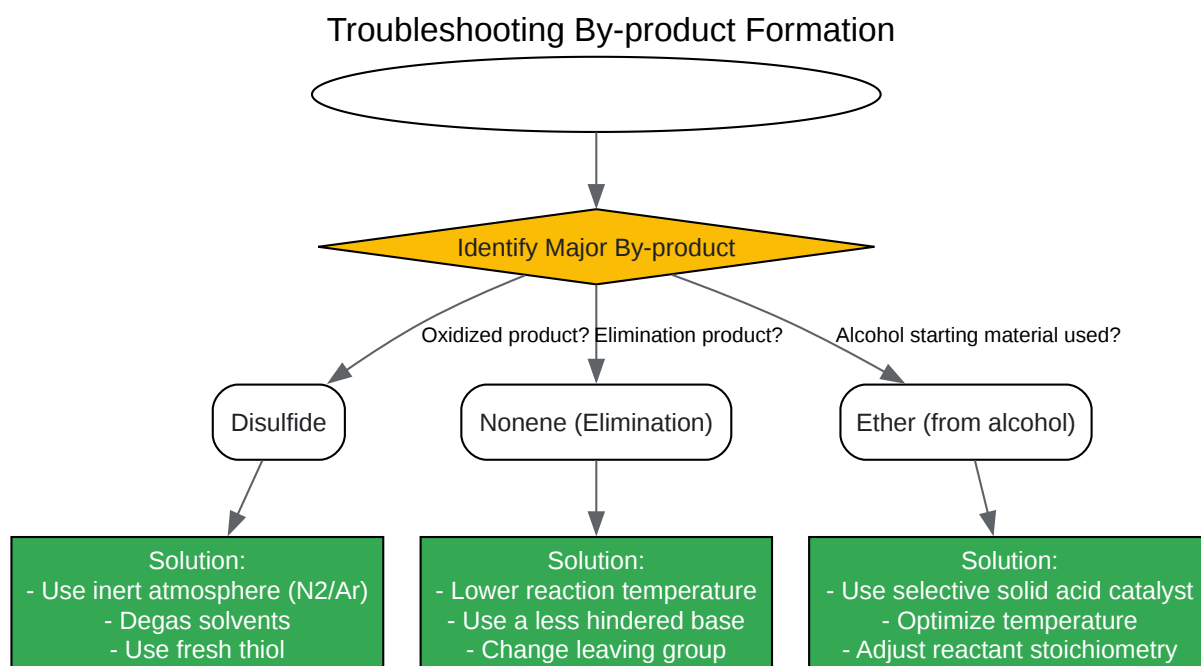 Troubleshooting By-product Formation
Identify Major By-product
Oxidized product?
Elimination product?
Alcohol starting material used?
Disulfide
Nonene (Elimination)
Ether (from alcohol)
Solution:
- Use inert atmosphere (N2/Ar)
- Degas solvents
- Use fresh thiol
Solution:
- Lower reaction temperature
- Use a less hindered base
- Change leaving group
Solution:
- Use selective solid acid catalyst
- Optimize temperature
- Adjust reactant stoichiometry